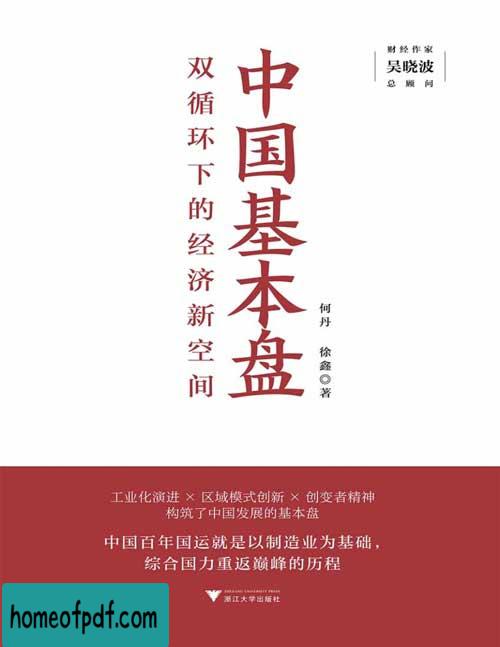 财经作家
吴晓波
总顾问
中国基本盘
双循环下的经济新空间
何丹 徐鑫◎著
工业化演进 × 区域模式创新 × 创变者精神
构筑了中国发展的基本盘
中国百年国运就是以制造业为基础，
综合国力重返巅峰的历程
ZHEJIANG UNIVERSITY PRESS
浙江大学出版社
homeofpdf.com